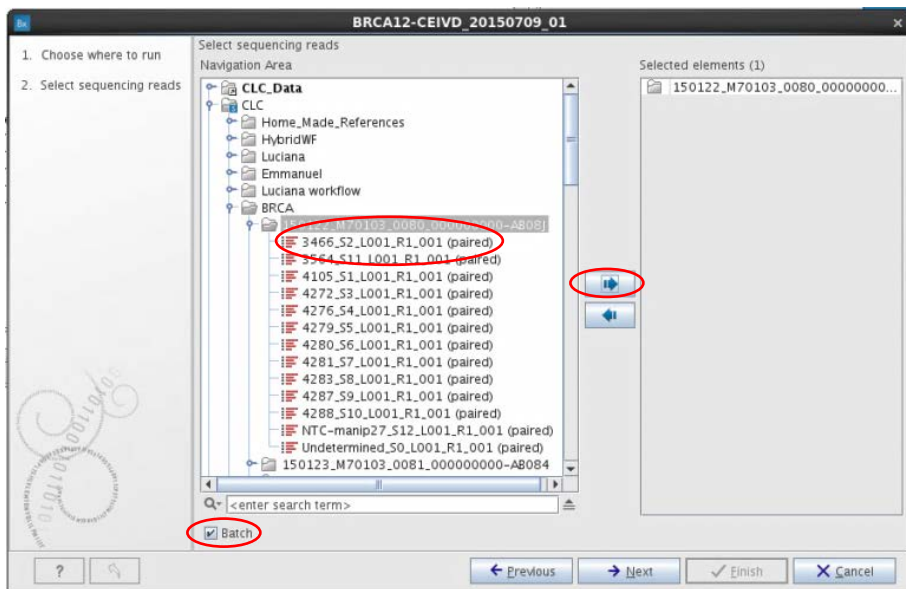 BRCA12-CEIVD_20150709_01
1. Choose where to run
2. Select sequencing reads
Select sequencing reads
Navigation Area
CLC_Data
CLC
Home_Made_References
HybridWF
Luciana
Emmanuel
Luciana workflow
BRCA
150122_M70103_0080_000000000-AB08J
3466_S2_L001_R1_001 (paired)
3564_S11_L001_R1_001 (paired)
4105_S1_L001_R1_001 (paired)
4272_S3_L001_R1_001 (paired)
4276_S4_L001_R1_001 (paired)
4279_S5_L001_R1_001 (paired)
4280_S6_L001_R1_001 (paired)
4281_S7_L001_R1_001 (paired)
4283_S8_L001_R1_001 (paired)
4287_S9_L001_R1_001 (paired)
4288_S10_L001_R1_001 (paired)
NTC-manip27_S12_L001_R1_001 (paired)
Undetermined_S0_L001_R1_001 (paired)
150123_M70103_0081_000000000-AB084
<enter search term>
Batch
Selected elements (1)
150122_M70103_0080_00000000...
?
Previous
Next
Finish
Cancel